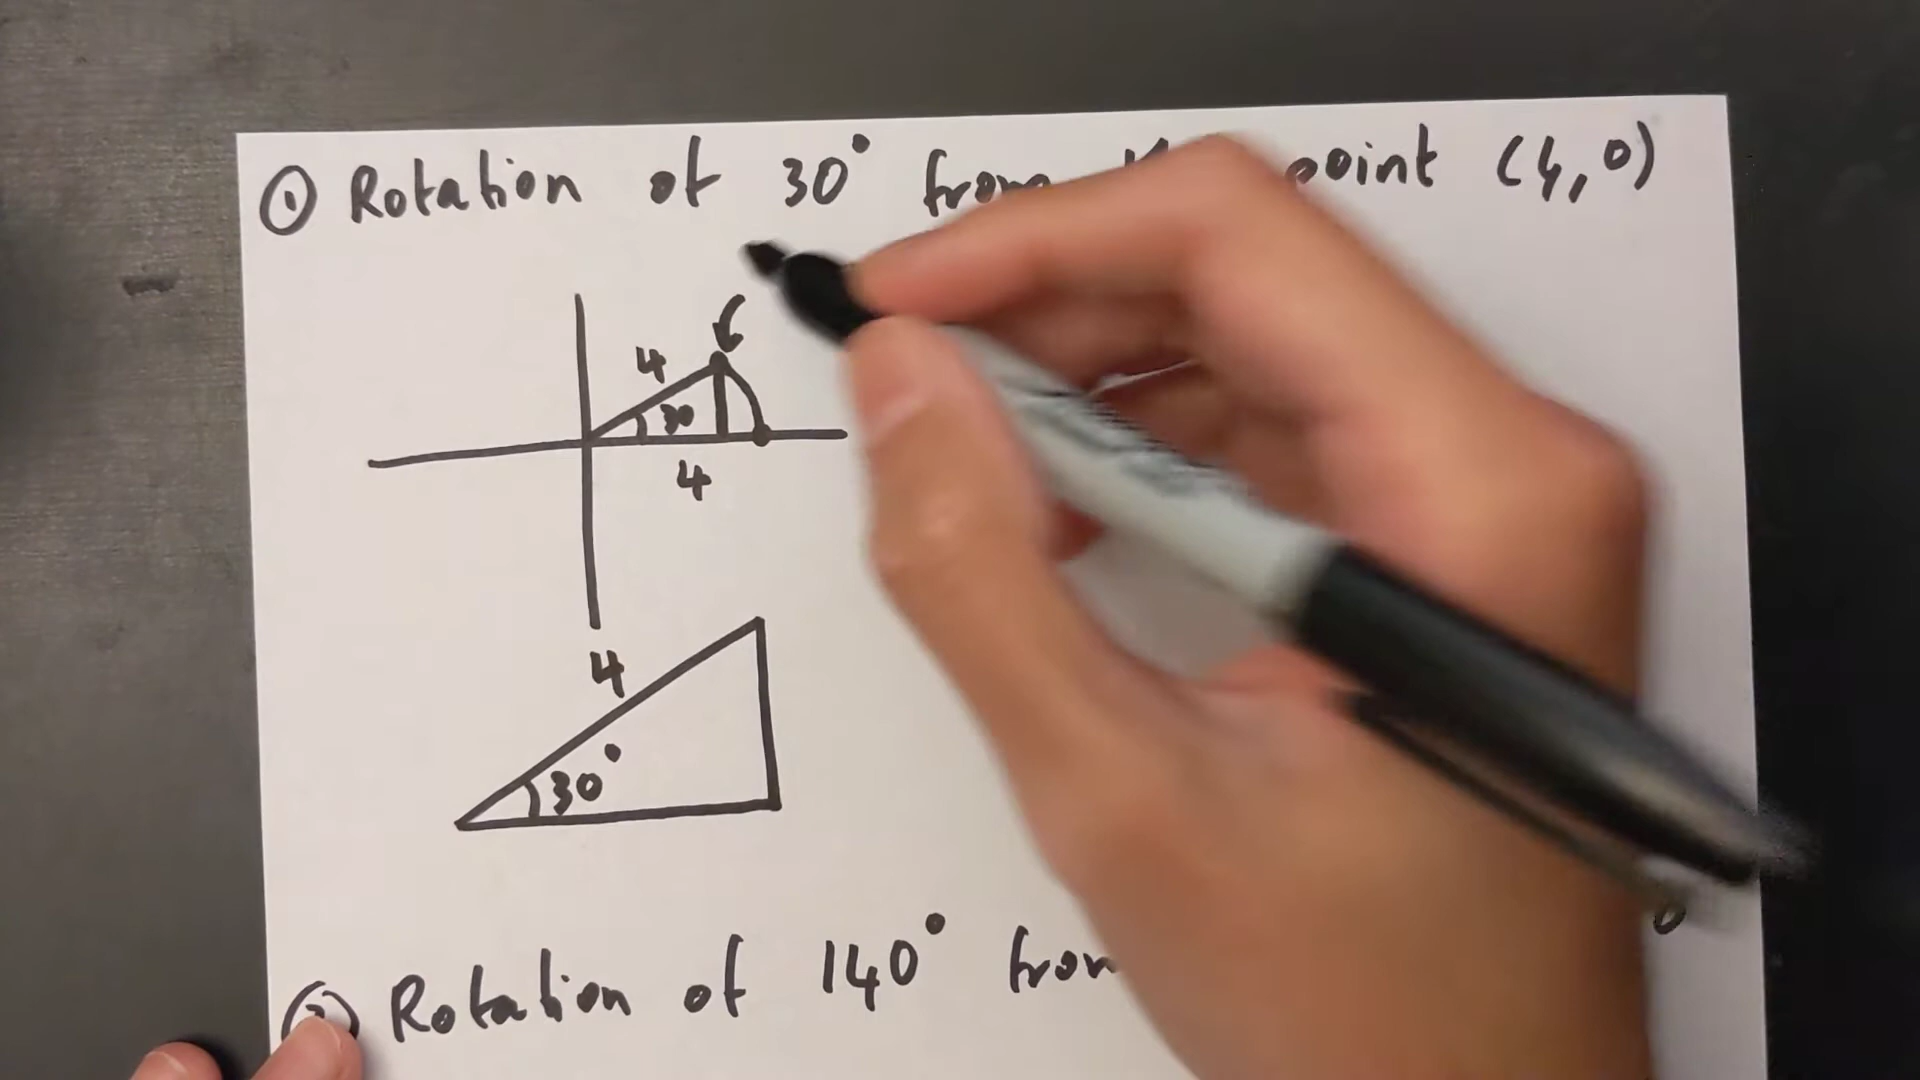 ① Rotation of 30° from point (4,0)
4
30
4
4
30°
Rotation of 140° from